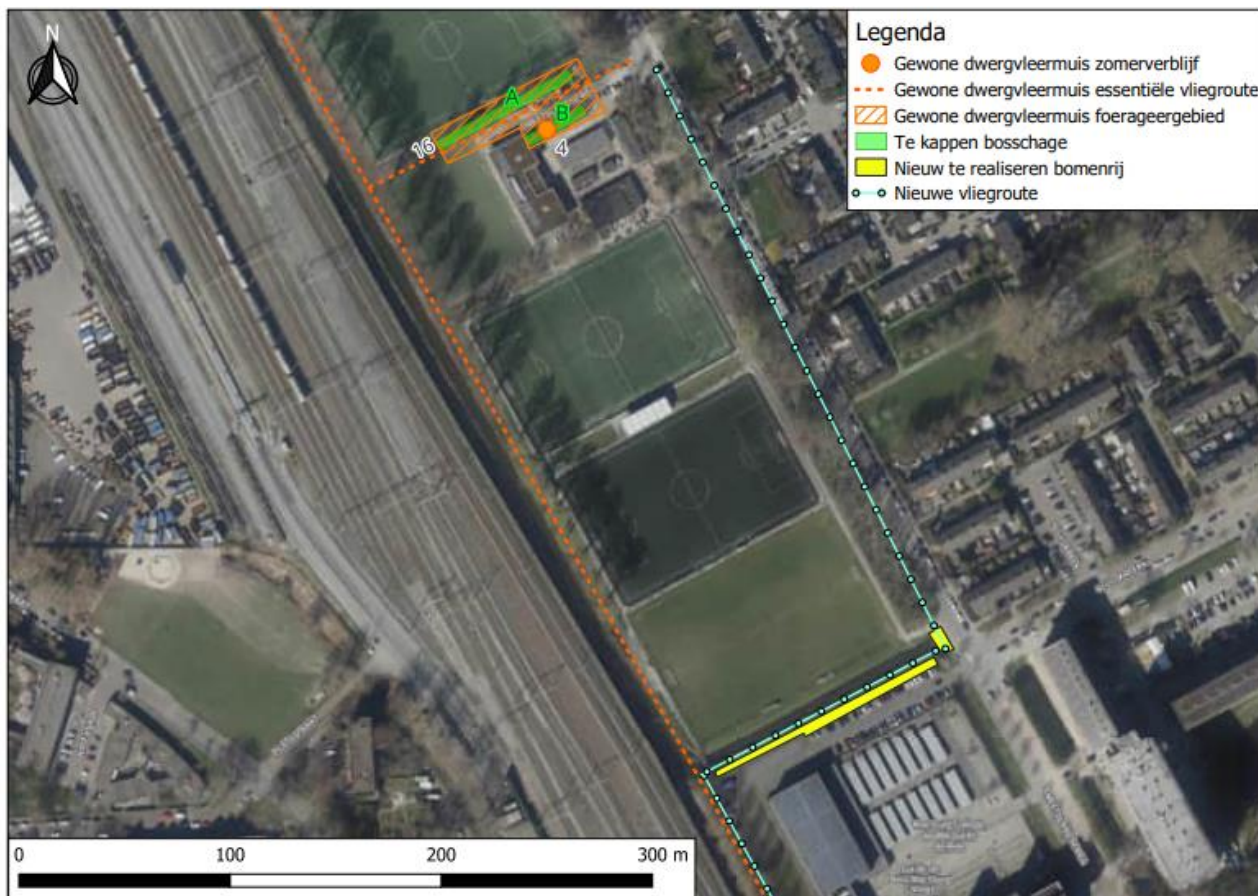 N
Legenda
Gewone dwergvleermuis zomerverblijf
Gewone dwergvleermuis essentiële vliegroute
Gewone dwergvleermuis foerageergebied
Te kappen bosschage
Nieuw te realiseren bomenrij
Nieuwe vliegroute
A
B
16
4
0 100 200 300 m